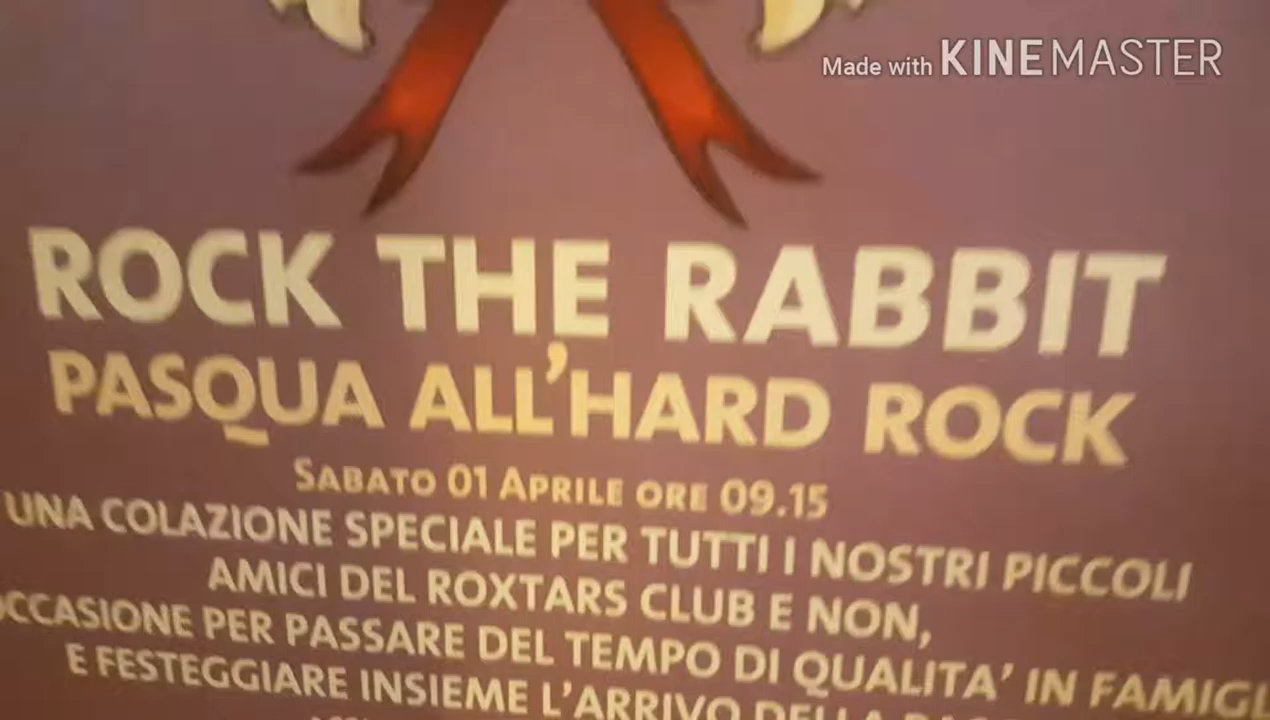 Made with KINEMASTER
ROCK THE RABBIT
PASQUA ALL'HARD ROCK
SABATO 01 APRILE ORE 09.15
UNA COLAZIONE SPECIALE PER TUTTI I NOSTRI PICCOLI
AMICI DEL ROXTARS CLUB E NON,
OCCASIONE PER PASSARE DEL TEMPO DI QUALITA' IN
E FESTEGGIARE INSIEME L'ARRIVO DELLA